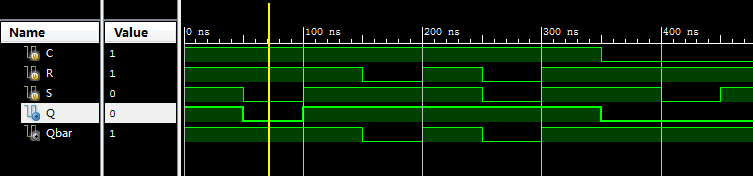 Name Value 0 ns 100 ns 200 ns 300 ns 400 ns
C 1
R 1
S 0
Q 0
Qbar 1